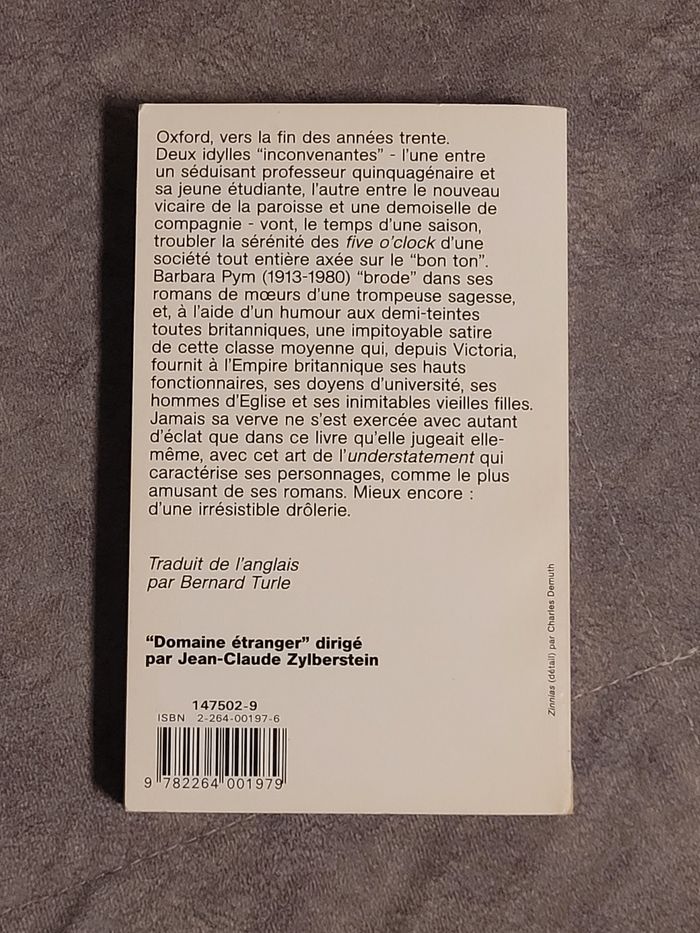 Oxford, vers la fin des années trente.
Deux idylles “inconvenantes” - l'une entre
un séduisant professeur quinquagénaire et
sa jeune étudiante, l'autre entre le nouveau
vicaire de la paroisse et une demoiselle de
compagnie - vont, le temps d'une saison,
troubler la sérénité des five o'clock d'une
société tout entière axée sur le “bon ton”.
Barbara Pym (1913-1980) “brode” dans ses
romans de mœurs d'une trompeuse sagesse,
et, à l'aide d'un humour aux demi-teintes
toutes britanniques, une impitoyable satire
de cette classe moyenne qui, depuis Victoria,
fournit à l'Empire britannique ses hauts
fonctionnaires, ses doyens d'université, ses
hommes d'Eglise et ses inimitables vieilles filles.
Jamais sa verve ne s'est exercée avec autant
d'éclat que dans ce livre qu'elle jugeait elle-
même, avec cet art de l'understatement qui
caractérise ses personnages, comme le plus
amusant de ses romans. Mieux encore :
d'une irrésistible drôlerie.
Traduit de l'anglais
par Bernard Turle
“Domaine étranger” dirigé
par Jean-Claude Zylberstein
147502-9
ISBN 2-264-00197-6
9 782264 001979
Zinnias (détail) par Charles Demuth